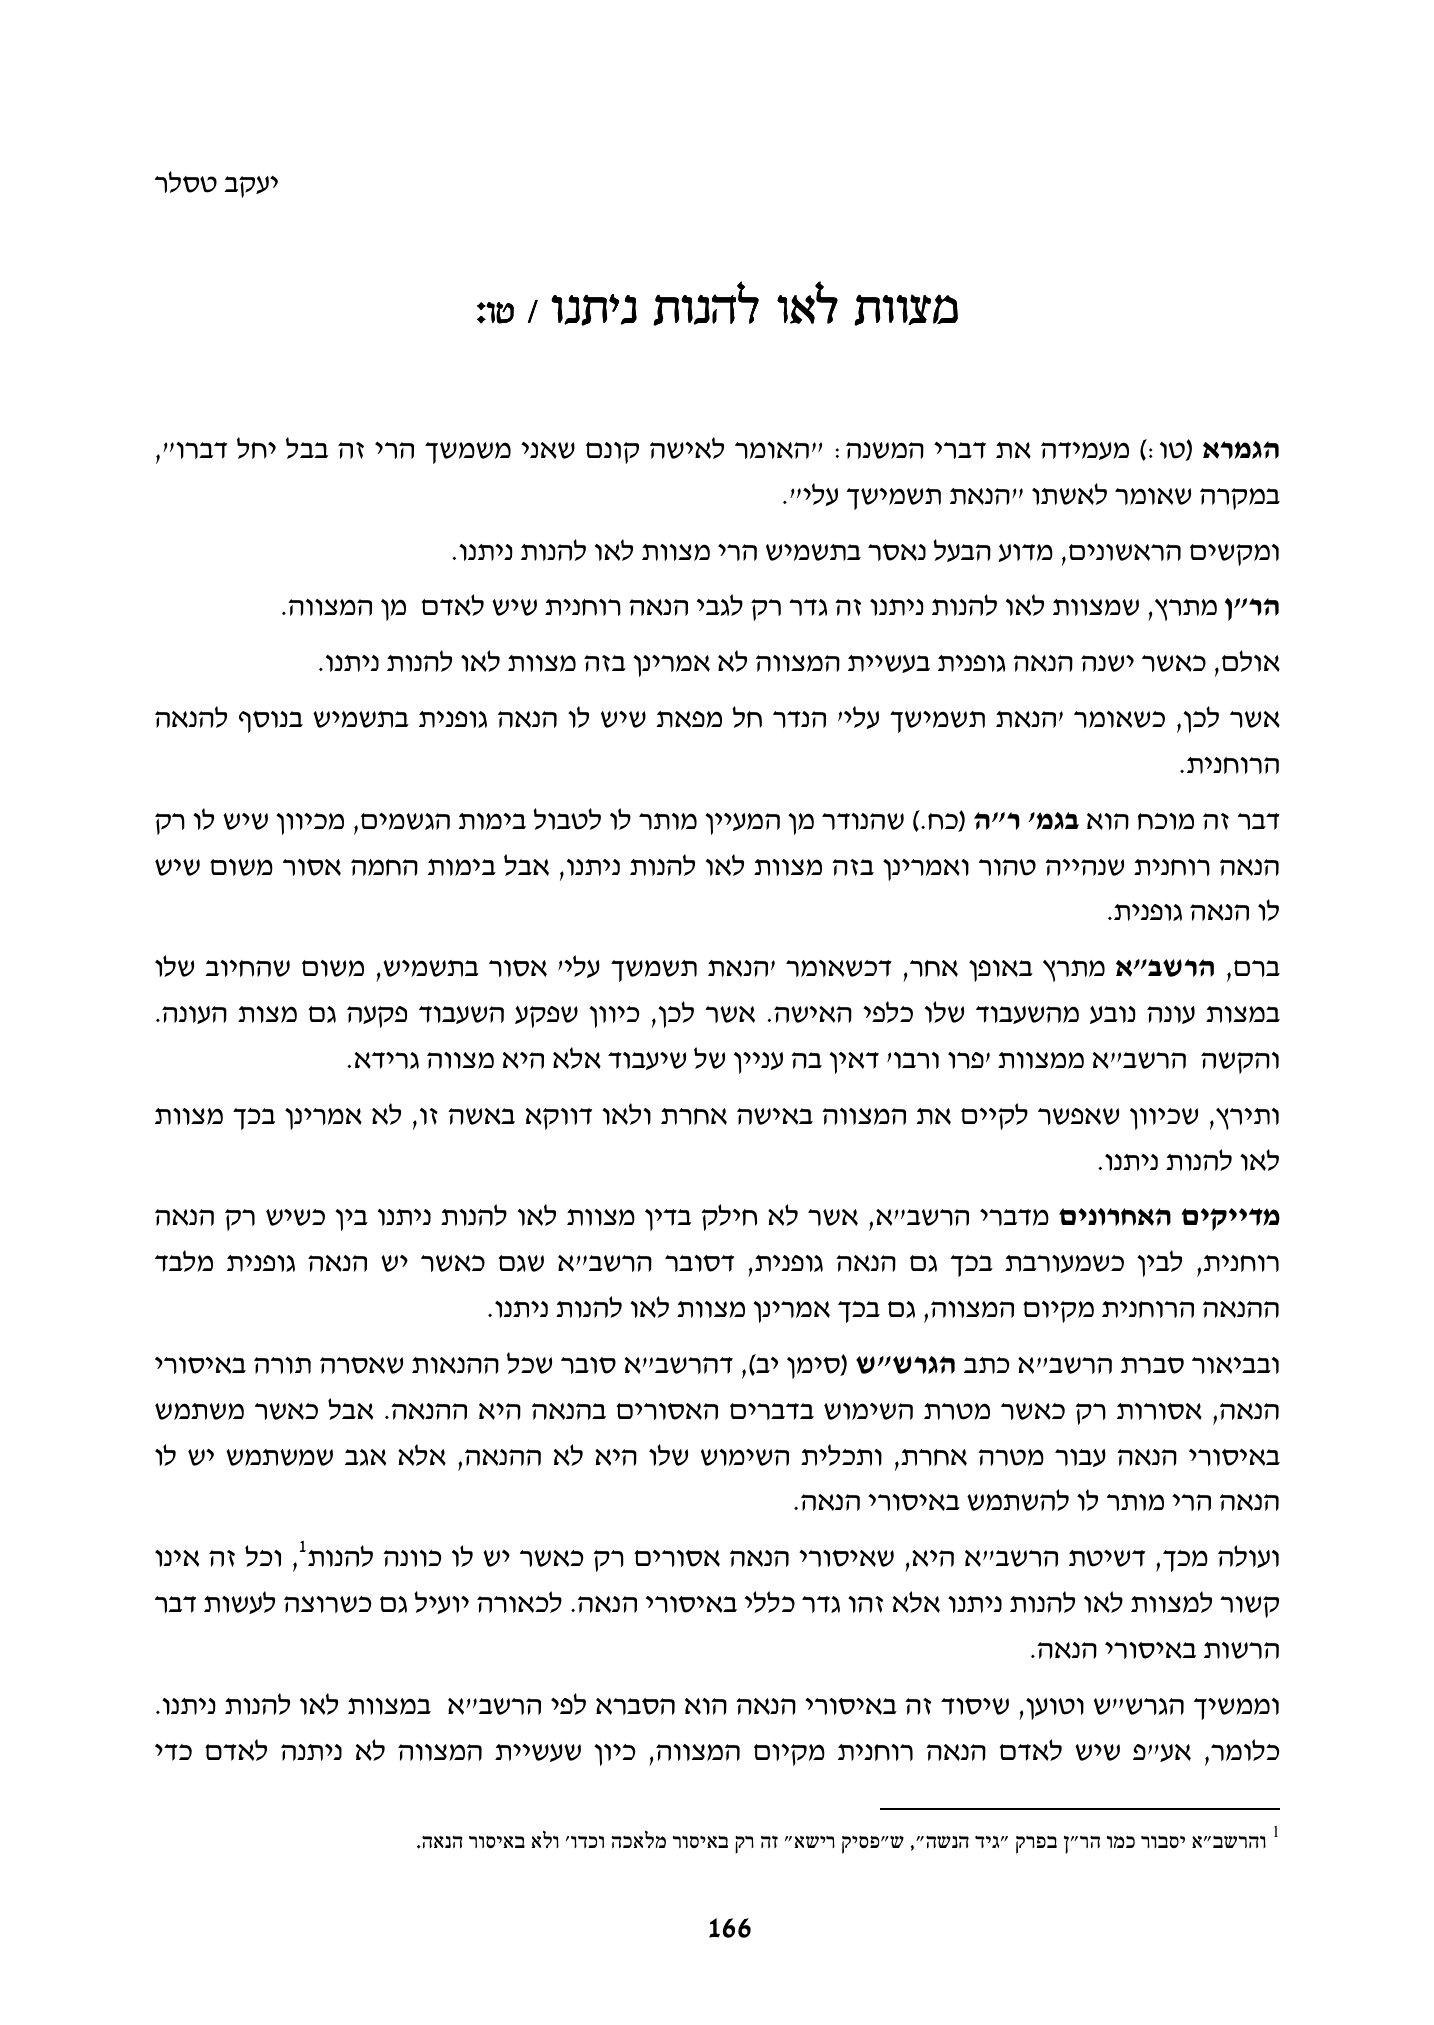 יעקב טסלר
מצוות לאו להנות ניתנו / טו:
הגמרא (טו:) מעמידה את דברי המשנה: "האומר לאישה קונם שאני משמשך הרי זה בבל יחל דברו",
במקרה שאומר לאשתו "הנאת תשמישך עלי".
ומקשים הראשונים, מדוע הבעל נאסר בתשמיש הרי מצוות לאו להנות ניתנו.
הר"ן מתרץ, שמצוות לאו להנות ניתנו זה גדר רק לגבי הנאה רוחנית שיש לאדם  מן המצווה.
אולם, כאשר ישנה הנאה גופנית בעשיית המצווה לא אמרינן בזה מצוות לאו להנות ניתנו.
אשר לכן, כשאומר 'הנאת תשמישך עלי' הנדר חל מפאת שיש לו הנאה גופנית בתשמיש בנוסף להנאה
הרוחנית.
דבר זה מוכח הוא בגמ' ר"ה (כח.) שהנודר מן המעיין מותר לו לטבול בימות הגשמים, מכיוון שיש לו רק
הנאה רוחנית שנהייה טהור ואמרינן בזה מצוות לאו להנות ניתנו, אבל בימות החמה אסור משום שיש
לו הנאה גופנית.
ברם, הרשב"א מתרץ באופן אחר, דכשאומר 'הנאת תשמשך עלי' אסור בתשמיש, משום שהחיוב שלו
במצות עונה נובע מהשעבוד שלו כלפי האישה. אשר לכן, כיוון שפקע השעבוד פקעה גם מצות העונה.
והקשה  הרשב"א ממצוות 'פרו ורבו' דאין בה עניין של שיעבוד אלא היא מצווה גרידא.
ותירץ, שכיוון שאפשר לקיים את המצווה באישה אחרת ולאו דווקא באשה זו, לא אמרינן בכך מצוות
לאו להנות ניתנו.
מדייקים האחרונים מדברי הרשב"א, אשר לא חילק בדין מצוות לאו להנות ניתנו בין כשיש רק הנאה
רוחנית, לבין כשמעורבת בכך גם הנאה גופנית, דסובר הרשב"א שגם כאשר יש הנאה גופנית מלבד
ההנאה הרוחנית מקיום המצווה, גם בכך אמרינן מצוות לאו להנות ניתנו.
ובביאור סברת הרשב"א כתב הגרש"ש (סימן יב), דהרשב"א סובר שכל ההנאות שאסרה תורה באיסורי
הנאה, אסורות רק כאשר מטרת השימוש בדברים האסורים בהנאה היא ההנאה. אבל כאשר משתמש
באיסורי הנאה עבור מטרה אחרת, ותכלית השימוש שלו היא לא ההנאה, אלא אגב שמשתמש יש לו
הנאה הרי מותר לו להשתמש באיסורי הנאה.
ועולה מכך, דשיטת הרשב"א היא, שאיסורי הנאה אסורים רק כאשר יש לו כוונה להנות¹, וכל זה אינו
קשור למצוות לאו להנות ניתנו אלא זהו גדר כללי באיסורי הנאה. לכאורה יועיל גם כשרוצה לעשות דבר
הרשות באיסורי הנאה.
וממשיך הגרש"ש וטוען, שיסוד זה באיסורי הנאה הוא הסברא לפי הרשב"א  במצוות לאו להנות ניתנו.
כלומר, אע"פ שיש לאדם הנאה רוחנית מקיום המצווה, כיון שעשיית המצווה לא ניתנה לאדם כדי
¹ והרשב"א יסבור כמו הר"ן בפרק "גיד הנשה", ש"פסיק רישא" זה רק באיסור מלאכה וכדו' ולא באיסור הנאה.
166